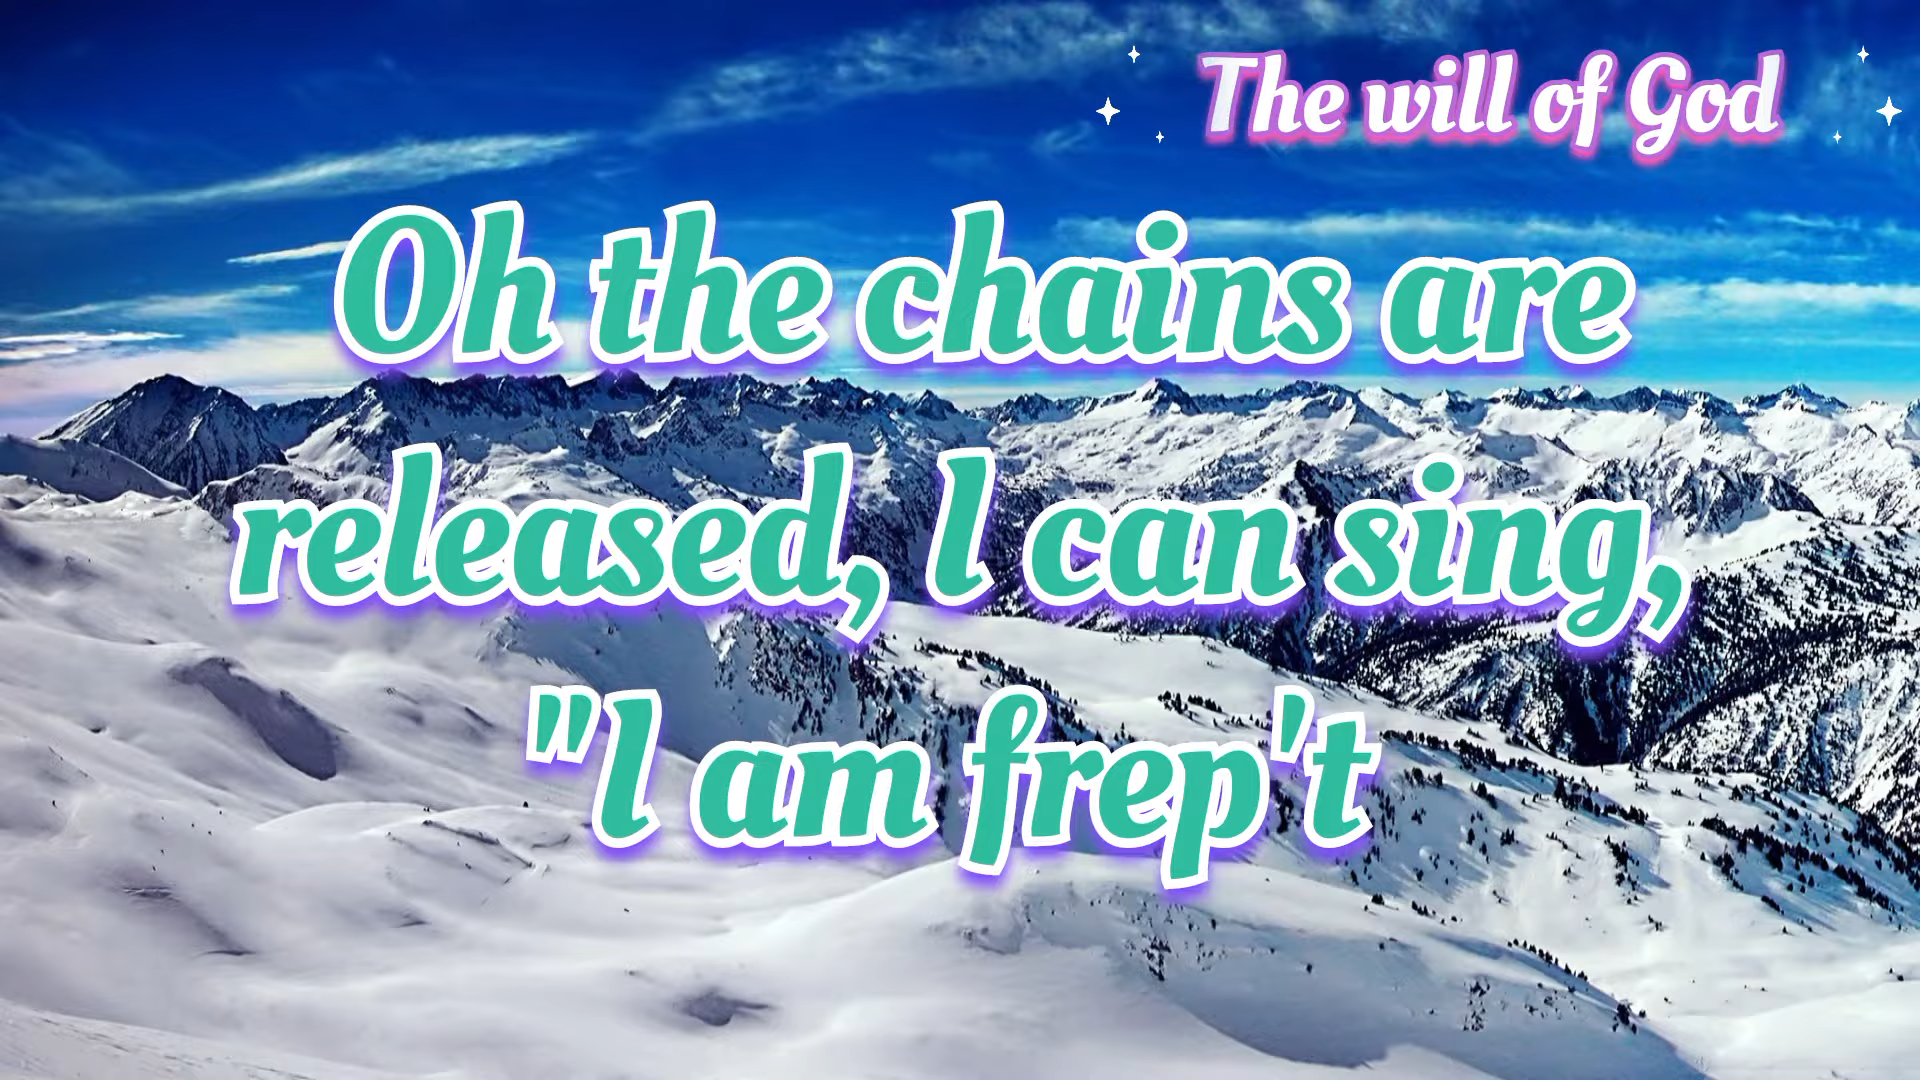 The will of God
Oh the chains are
released, I can sing,
"I am frep't